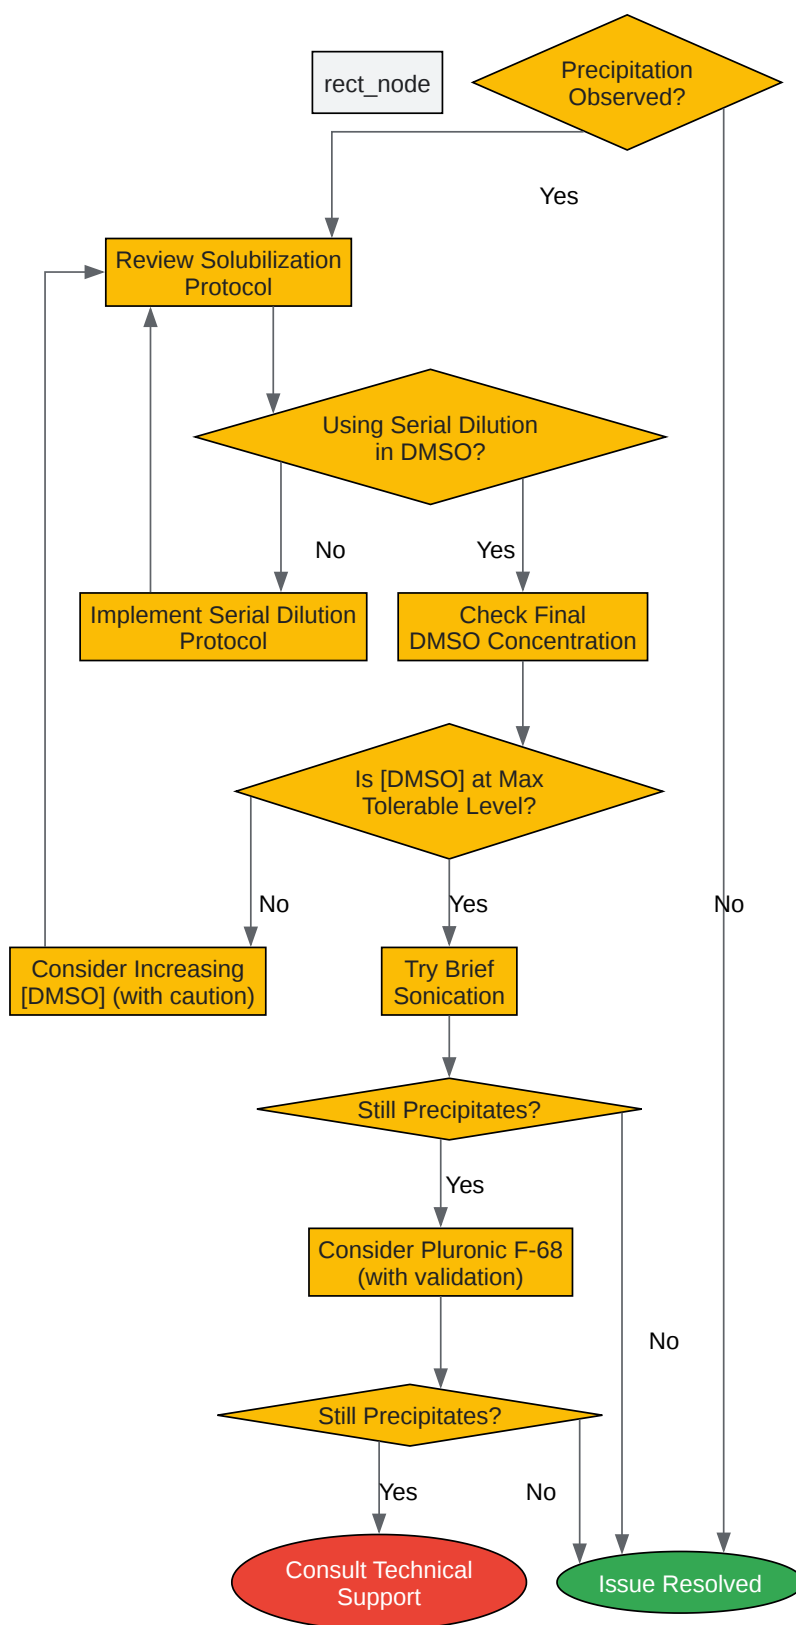 Precipitation
Observed?
rect_node
Yes
Review Solubilization
Protocol
Using Serial Dilution
in DMSO?
No
Yes
Implement Serial Dilution
Protocol
Check Final
DMSO Concentration
Is [DMSO] at Max
Tolerable Level?
No
Yes
No
Consider Increasing
[DMSO] (with caution)
Try Brief
Sonication
Still Precipitates?
Yes
Consider Pluronic F-68
(with validation)
No
Still Precipitates?
Yes
No
Consult Technical
Support
Issue Resolved